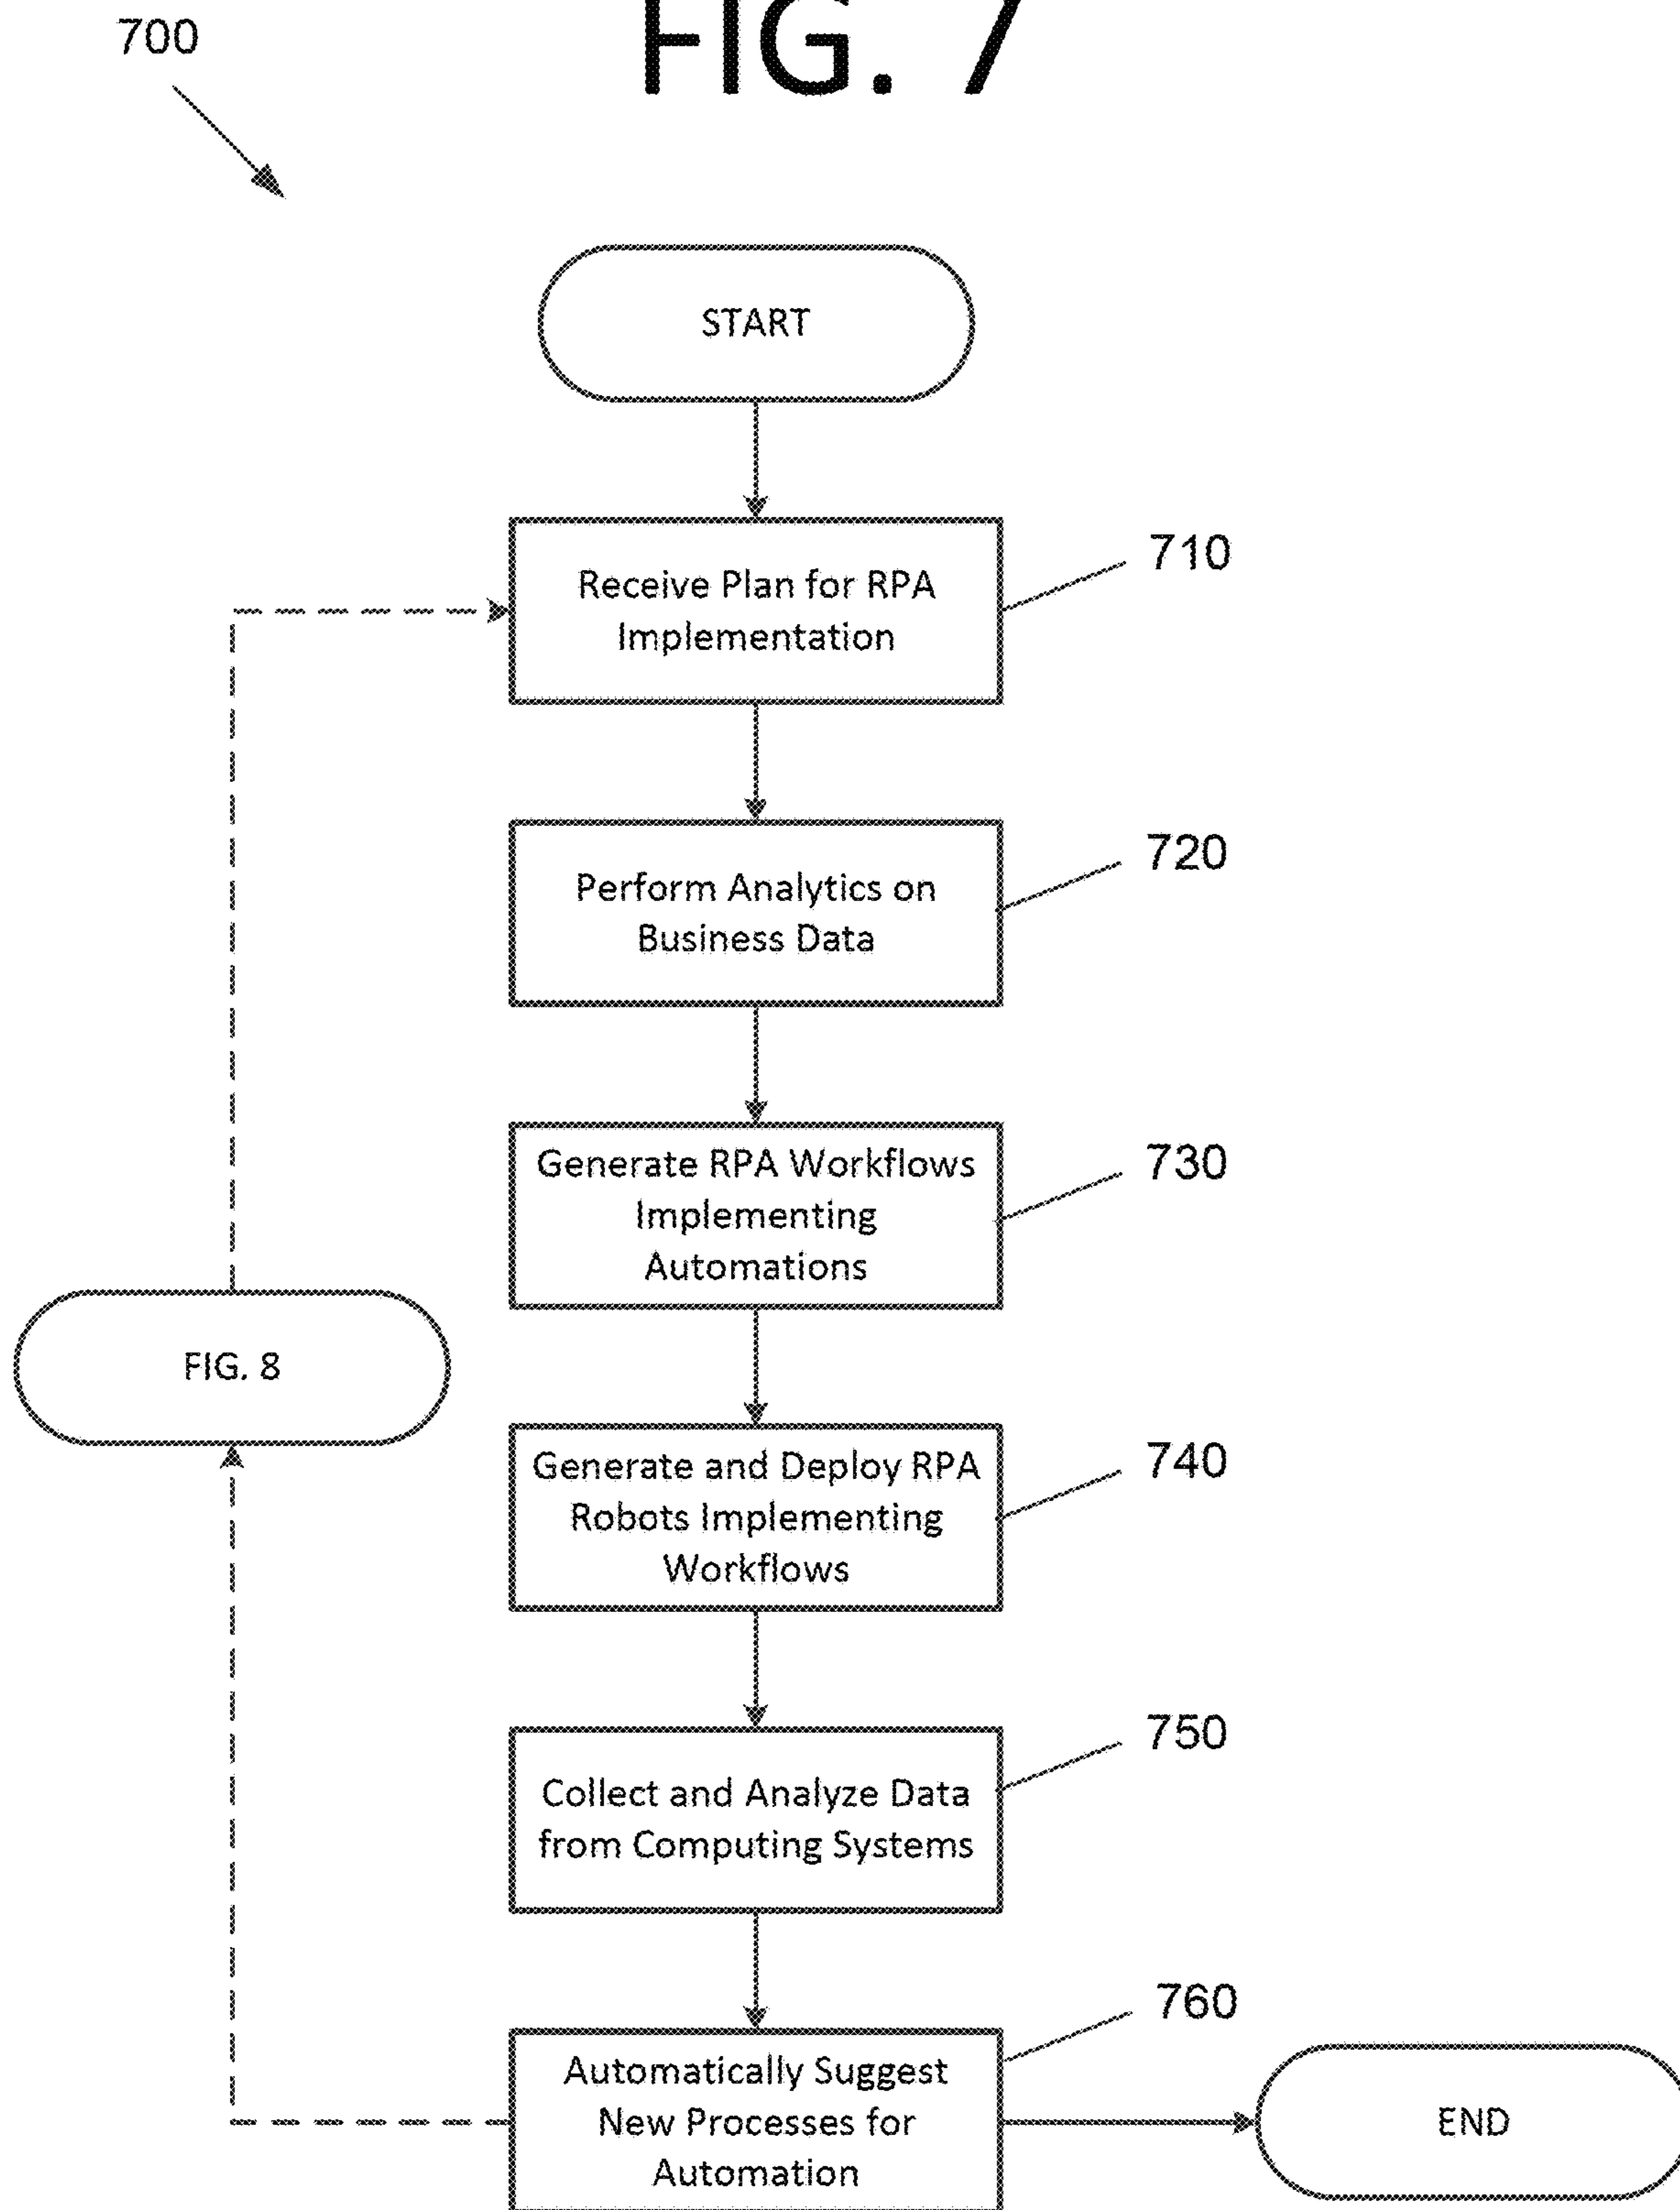 700
FIG. 7
START
Receive Plan for RPA
Implementation
710
Perform Analytics on
Business Data
720
Generate RPA Workflows
Implementing
Automations
730
FIG. 8
Generate and Deploy RPA
Robots Implementing
Workflows
740
Collect and Analyze Data
from Computing Systems
750
Automatically Suggest
New Processes for
Automation
760
END